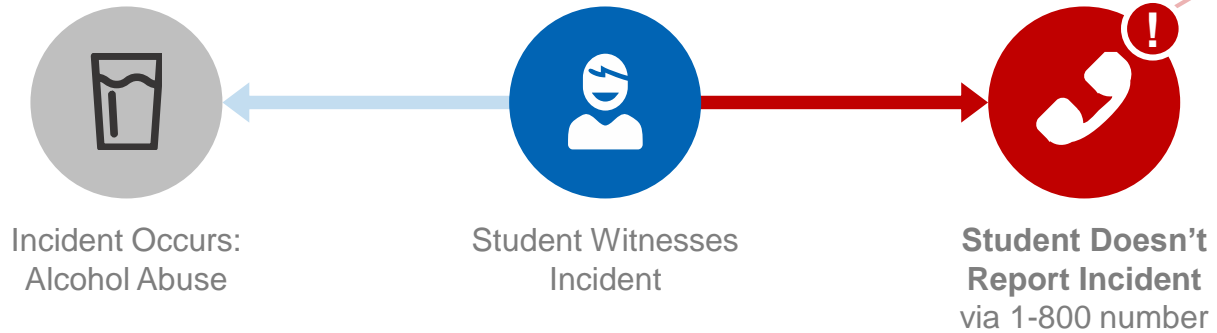 !
Incident Occurs:
Alcohol Abuse
Student Witnesses
Incident
Student Doesn’t
Report Incident
via 1-800 number